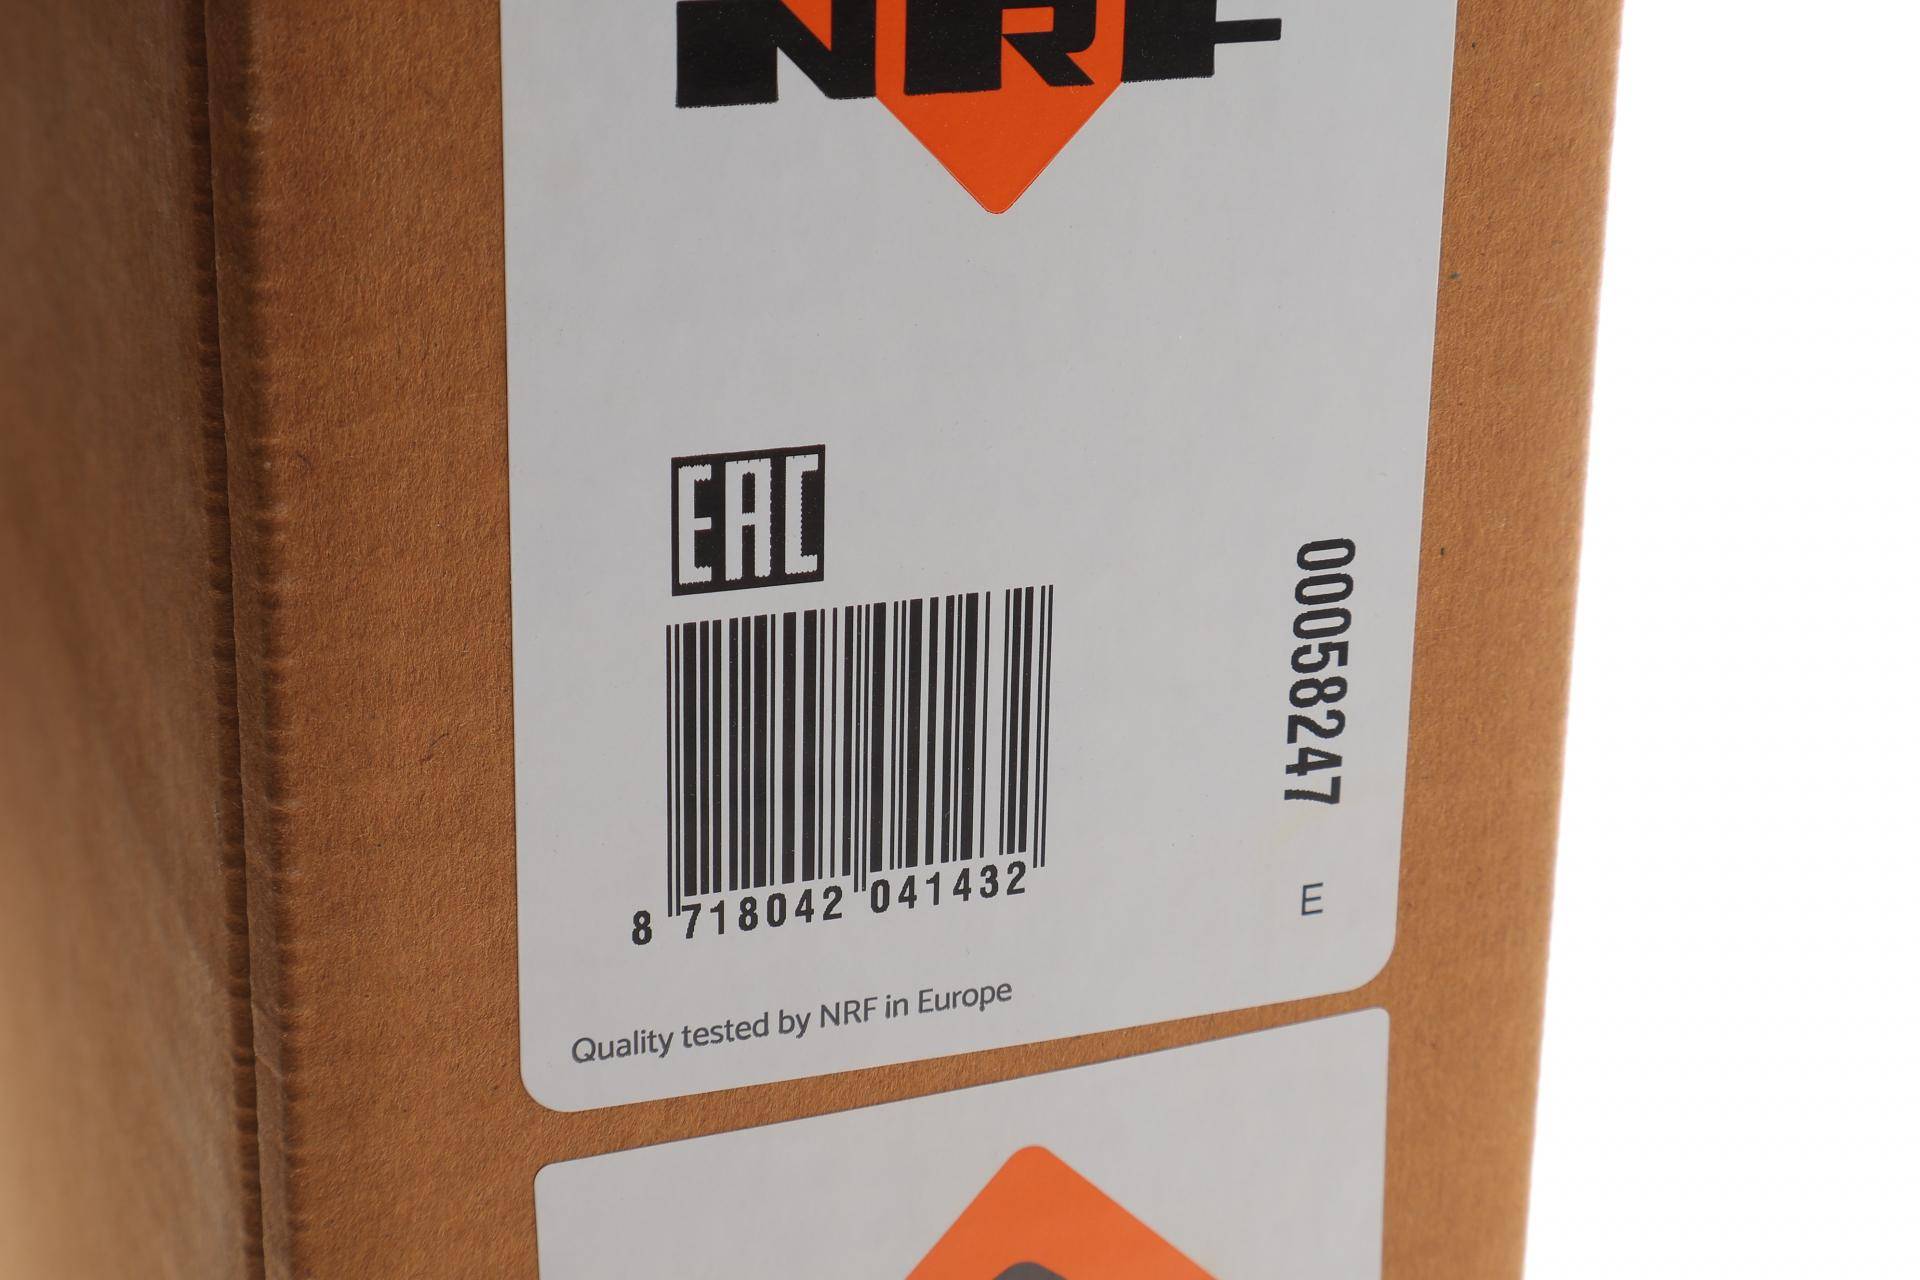 NRF
EAC
00058247
8 718042 041432
E
Quality tested by NRF in Europe